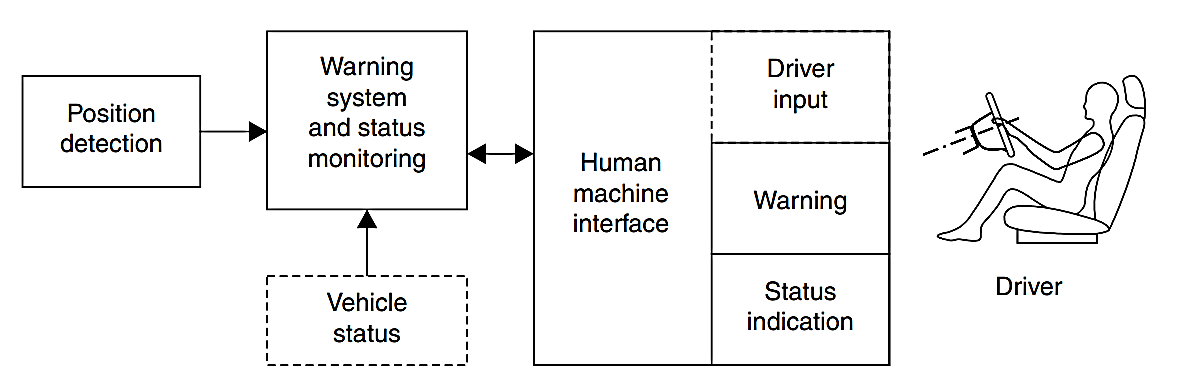 Position
detection
Warning
system
and status
monitoring
Vehicle
status
Human
machine
interface
Driver
input
Warning
Status
indication
Driver